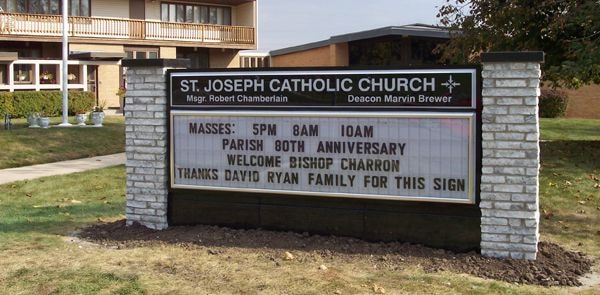 ST. JOSEPH CATHOLIC CHURCH
Msgr. Robert Chamberlain Deacon Marvin Brewer
MASSES: 5PM 8AM 10AM
PARISH 80TH ANNIVERSARY
WELCOME BISHOP CHARRON
THANKS DAVID RYAN FAMILY FOR THIS SIGN